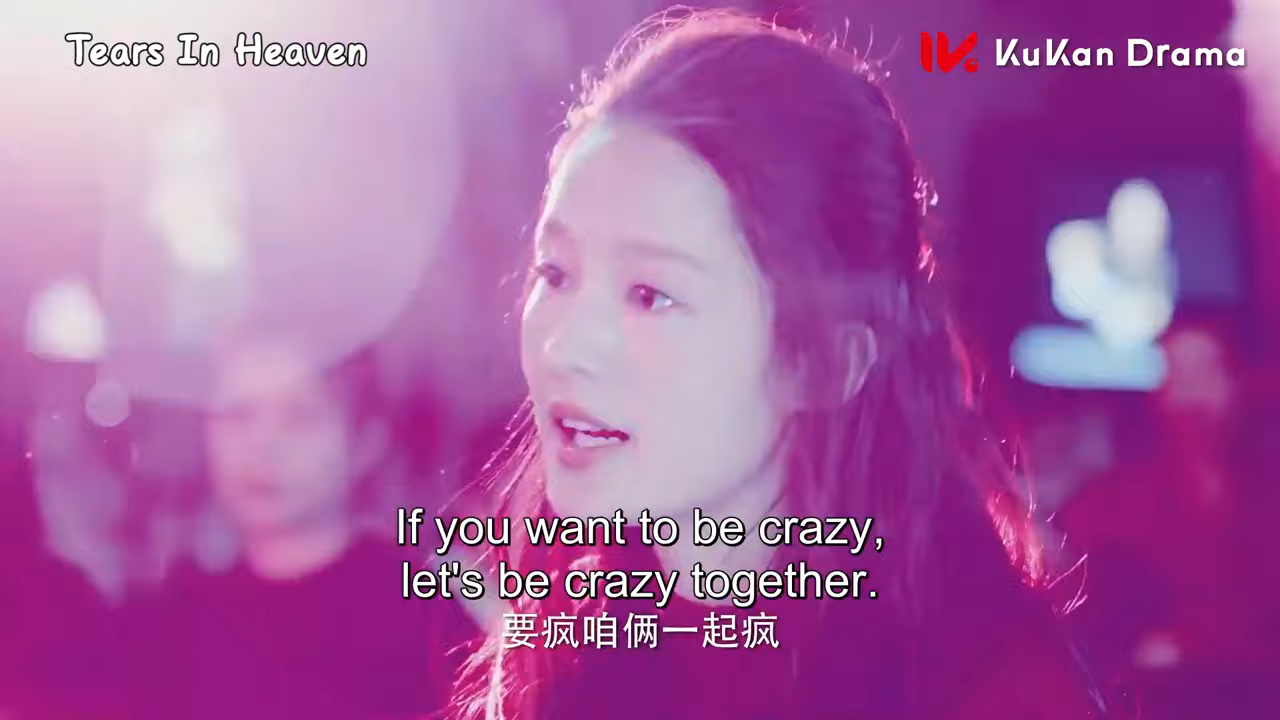 Tears In Heaven
KuKan Drama
If you want to be crazy,
let's be crazy together.
要疯咱俩一起疯